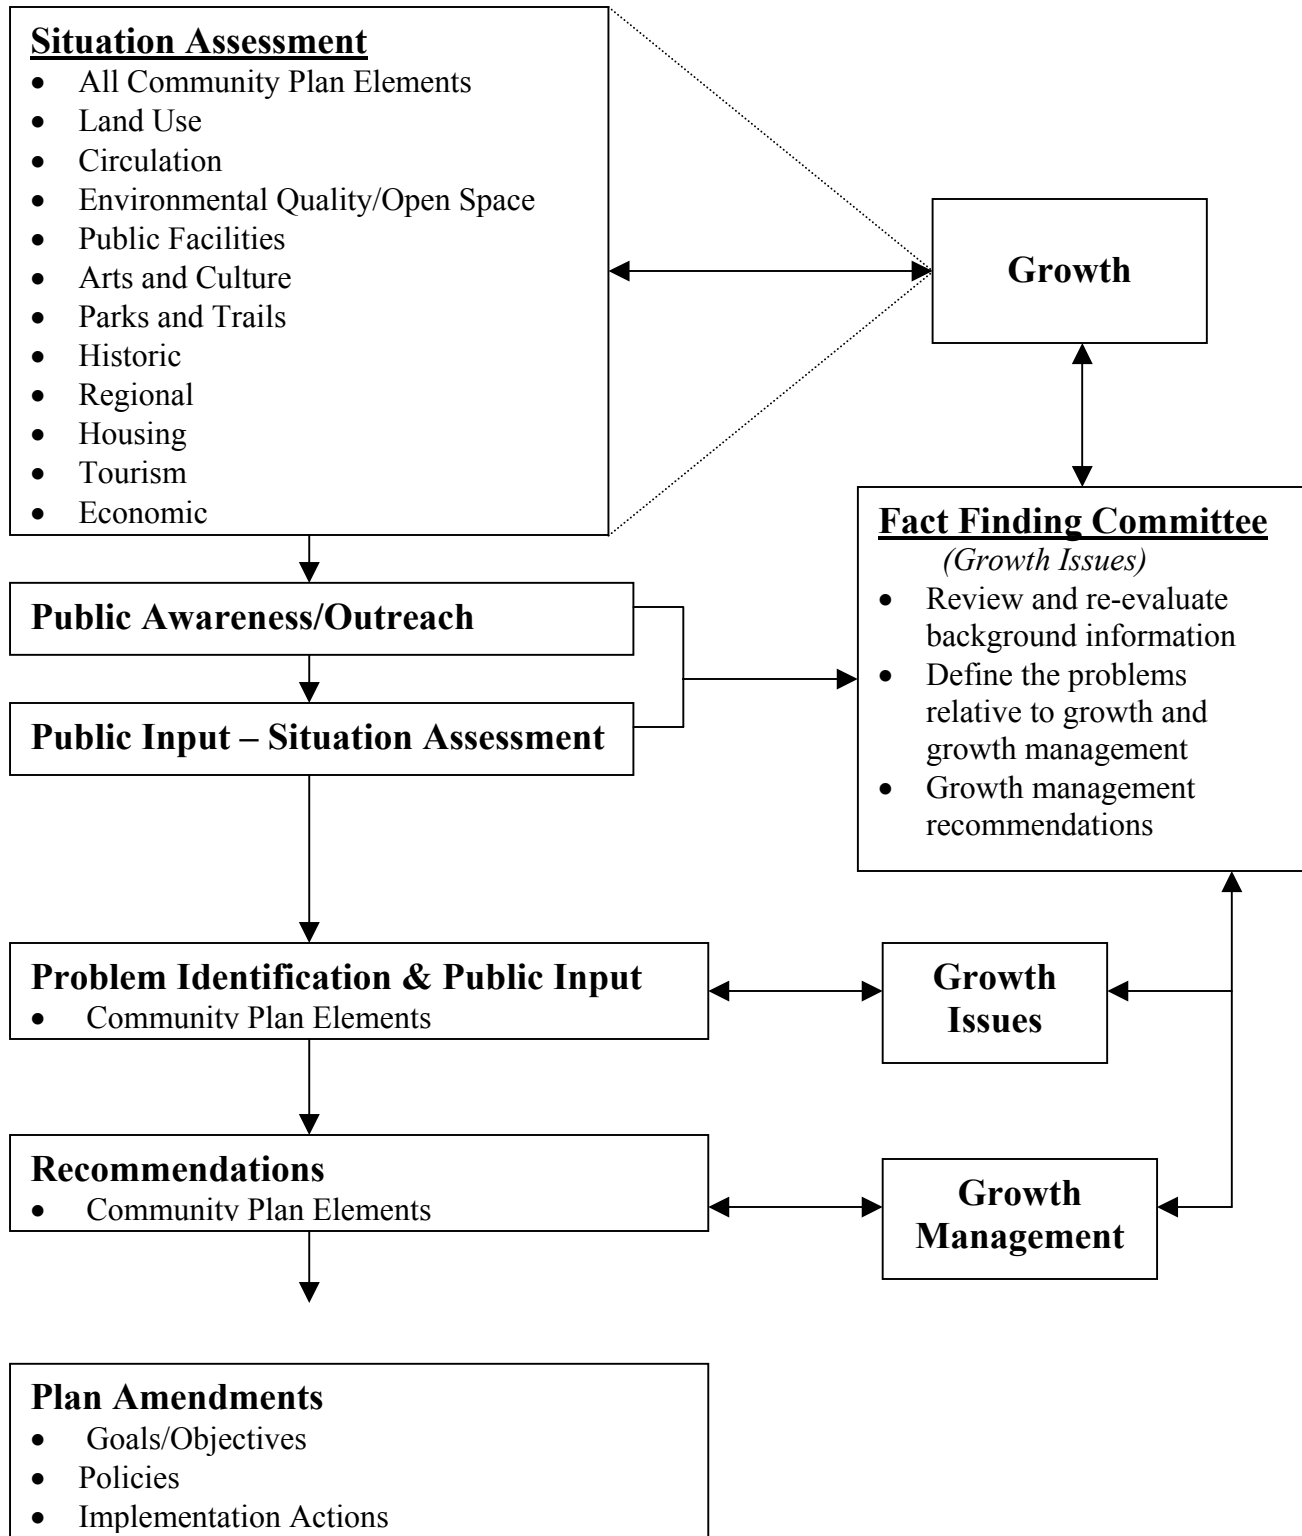 Situation Assessment
• All Community Plan Elements
• Land Use
• Circulation
• Environmental Quality/Open Space
• Public Facilities
• Arts and Culture
• Parks and Trails
• Historic
• Regional
• Housing
• Tourism
• Economic
Growth
Fact Finding Committee
(Growth Issues)
• Review and re-evaluate
background information
• Define the problems
relative to growth and
growth management
• Growth management
recommendations
Public Awareness/Outreach
Public Input – Situation Assessment
Problem Identification & Public Input
• Community Plan Elements
Growth
Issues
Recommendations
• Community Plan Elements
Growth
Management
Plan Amendments
• Goals/Objectives
• Policies
• Implementation Actions